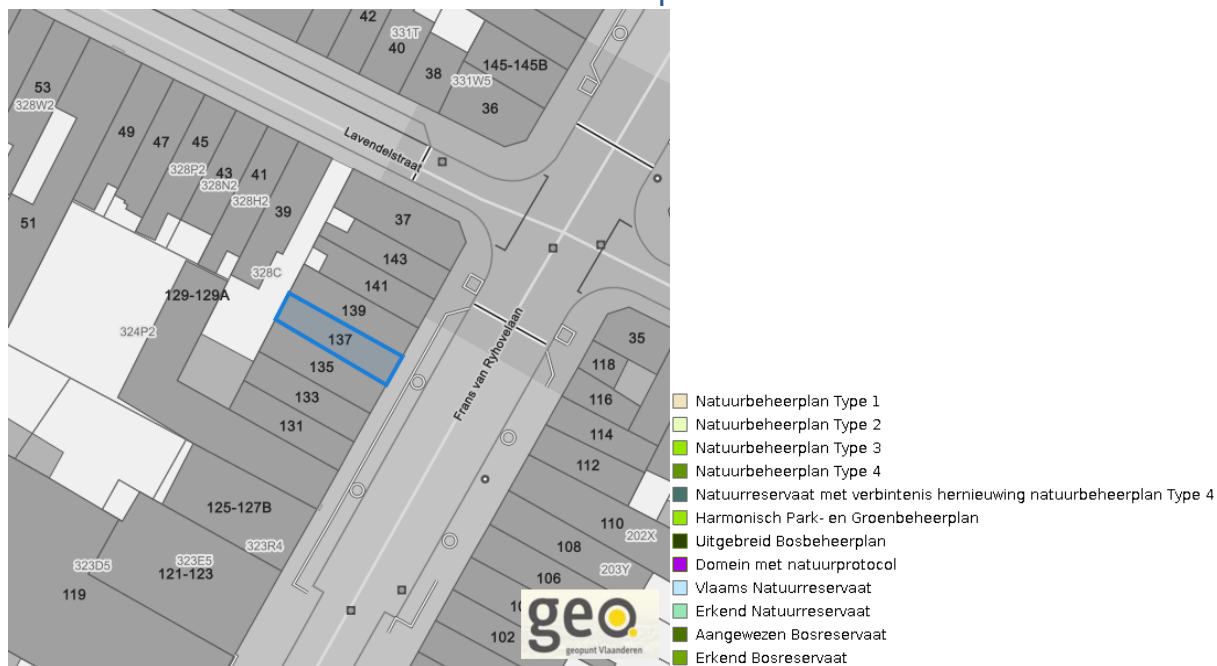 42
331T
40
38
145-145B
331W5
36
53
328W2
49
47
45
43
41
39
328P2
328N2
328H2
Lavendelstraat
37
51
143
328C
141
129-129A
139
324P2
137
135
133
131
Frans van Ryhovelaan
35
118
116
114
112
125-127B
110
202X
323R4
108
323E5
323D5
121-123
203Y
106
119
102
geo.
geopunt Vlaanderen
Natuurbeheerplan Type 1
Natuurbeheerplan Type 2
Natuurbeheerplan Type 3
Natuurbeheerplan Type 4
Natuurreservaat met verbintenis hernieuwing natuurbeheerplan Type 4
Harmonisch Park- en Groenbeheerplan
Uitgebreid Bosbeheerplan
Domein met natuurprotocol
Vlaams Natuurreservaat
Erkend Natuurreservaat
Aangewezen Bosreservaat
Erkend Bosreservaat